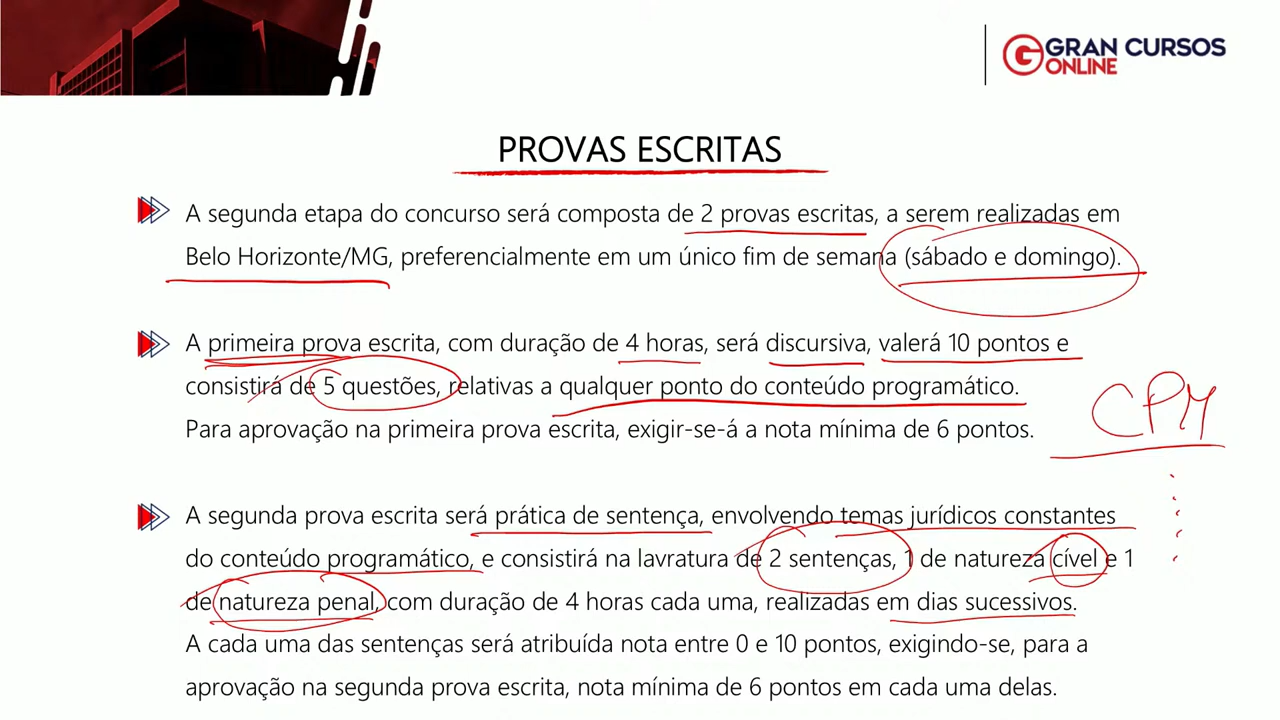 GRAN CURSOS
ONLINE
PROVAS ESCRITAS
A segunda etapa do concurso será composta de 2 provas escritas, a serem realizadas em
Belo Horizonte/MG, preferencialmente em um único fim de semana (sábado e domingo).
A primeira prova escrita, com duração de 4 horas, será discursiva, valerá 10 pontos e
consistirá de 5 questões, relativas a qualquer ponto do conteúdo programático.
CPM
Para aprovação na primeira prova escrita, exigir-se-á a nota mínima de 6 pontos.
A segunda prova escrita será prática de sentença, envolvendo temas jurídicos constantes
do conteúdo programático, e consistirá na lavratura de 2 sentenças, 1 de natureza cível e 1
de natureza penal, com duração de 4 horas cada uma, realizadas em dias sucessivos.
A cada uma das sentenças será atribuída nota entre 0 e 10 pontos, exigindo-se, para a
aprovação na segunda prova escrita, nota mínima de 6 pontos em cada uma delas.